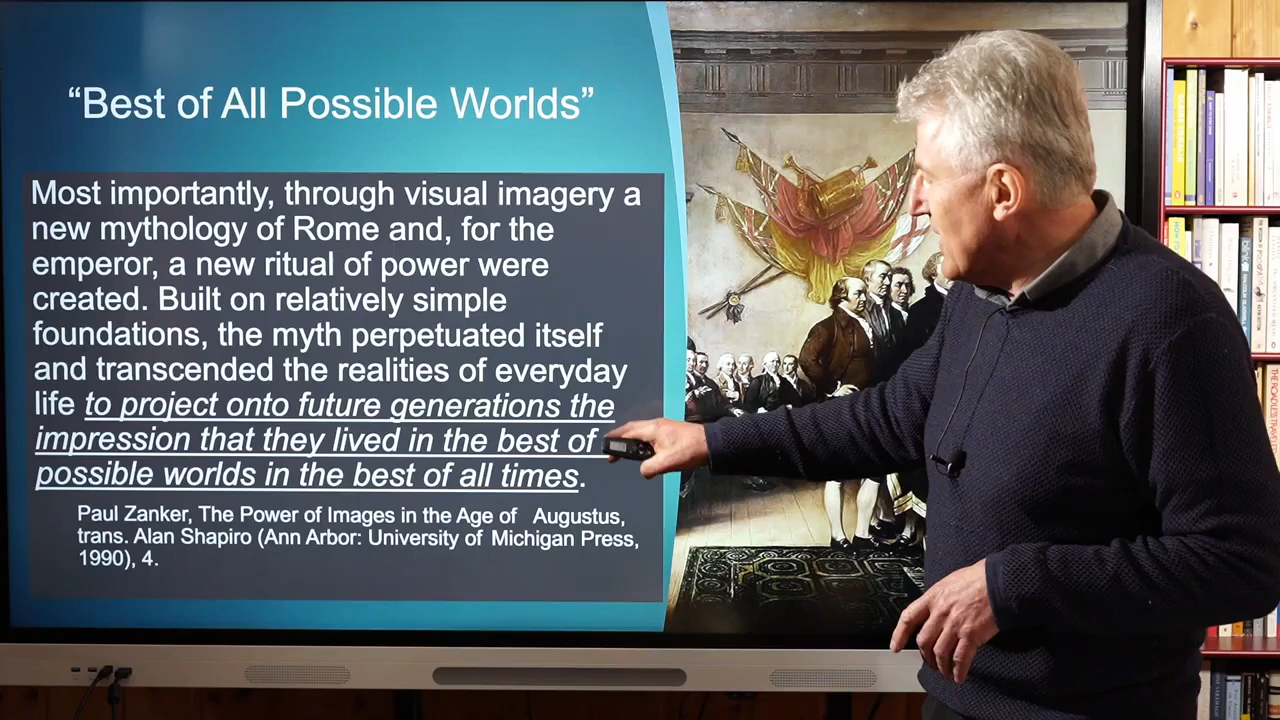 “Best of All Possible Worlds”
Most importantly, through visual imagery a
new mythology of Rome and, for the
emperor, a new ritual of power were
created. Built on relatively simple
foundations, the myth perpetuated itself
and transcended the realities of everyday
life to project onto future generations the
impression that they lived in the best of
possible worlds in the best of all times.
Paul Zanker, The Power of Images in the Age of Augustus,
trans. Alan Shapiro (Ann Arbor: University of Michigan Press,
1990), 4.